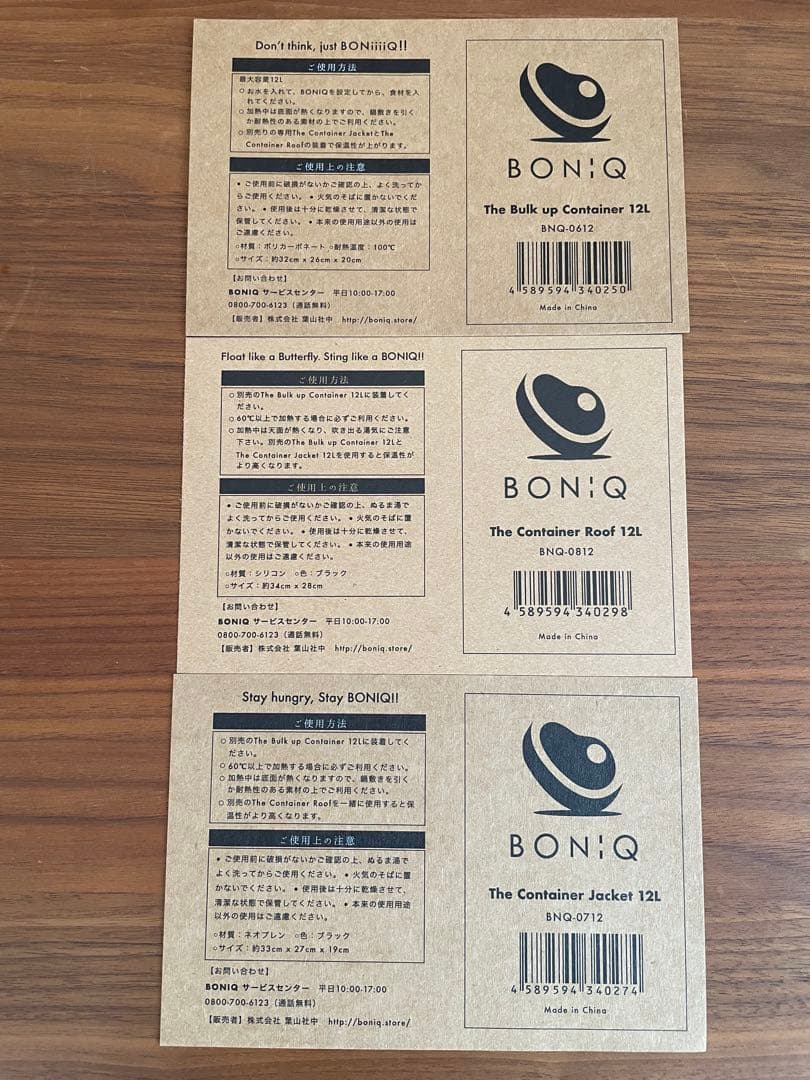 Don't think, just BONiiiiQ!!
ご使用方法
最大容量12L
○ お水を入れて、BONIQを設定してから、食材を入
れてください。
○ 加熱中は底面が熱くなりますので、鍋敷きを引く
か耐熱性のある素材の上でご利用ください。
○ 別売りの専用The Container JacketとThe
Container Roofの装着で保温性が上がります。
ご使用上の注意
● ご使用前に破損がないかご確認の上、よく洗ってか
らご使用ください。 ● 火気のそばに置かないでくだ
さい。 ● 使用後は十分に乾燥させて、清潔な状態で
保管してください。 ● 本来の使用用途以外の使用は
ご遠慮ください。
○材質：ポリカーボネート ○耐熱温度：100℃
○サイズ：約32cm x 26cm x 20cm
【お問い合わせ】
BONIQ サービスセンター 平日10:00-17:00
0800-700-6123（通話無料）
【販売者】株式会社 葉山社中 http://boniq.store/
BON¦Q
The Bulk up Container 12L
BNQ-0612
4 589594 340250
Made in China
Float like a Butterfly. Sting like a BONIQ!!
ご使用方法
○ 別売のThe Bulk up Container 12Lに装着してく
ださい。
○ 60℃以上で加熱する場合に必ずご利用ください。
○ 加熱中は天面が熱くなり、吹き出る湯気にご注意
下さい。別売のThe Bulk up Container 12Lと
The Container Jacket 12Lを使用すると保温性が
より高くなります。
ご使用上の注意
● ご使用前に破損がないかご確認の上、ぬるま湯で
よく洗ってからご使用ください。 ● 火気のそばに置
かないでください。 ● 使用後は十分に乾燥させて、
清潔な状態で保管してください。 ● 本来の使用用途
以外の使用はご遠慮ください。
○材質：シリコン ○色：ブラック
○サイズ：約34cm x 28cm
【お問い合わせ】
BONIQ サービスセンター 平日10:00-17:00
0800-700-6123（通話無料）
【販売者】株式会社 葉山社中 http://boniq.store/
BON¦Q
The Container Roof 12L
BNQ-0812
4 589594 340298
Made in China
Stay hungry, Stay BONIQ!!
ご使用方法
○ 別売のThe Bulk up Container 12Lに装着してく
ださい。
○ 60℃以上で加熱する場合に必ずご利用ください。
○ 加熱中は底面が熱くなりますので、鍋敷きを引く
か耐熱性のある素材の上でご利用ください。
○ 別売のThe Container Roofを一緒に使用すると保
温性がより高くなります。
ご使用上の注意
● ご使用前に破損がないかご確認の上、ぬるま湯で
よく洗ってからご使用ください。 ● 火気のそばに置
かないでください。 ● 使用後は十分に乾燥させて、
清潔な状態で保管してください。 ● 本来の使用用途
以外の使用はご遠慮ください。
○材質：ネオプレン ○色：ブラック
○サイズ：約33cm x 27cm x 19cm
【お問い合わせ】
BONIQ サービスセンター 平日10:00-17:00
0800-700-6123（通話無料）
【販売者】株式会社 葉山社中 http://boniq.store/
BON¦Q
The Container Jacket 12L
BNQ-0712
4 589594 340274
Made in China